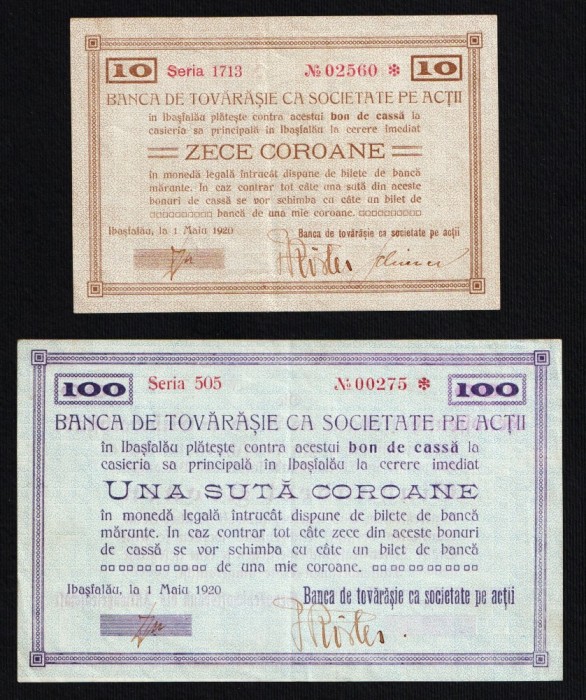 10 Seria 1713 № 02560 * 10
BANCA DE TOVĂRĂȘIE CA SOCIETATE PE ACȚII
în Ibașfalău plătește contra acestui bon de cassă la
casieria sa principală in Ibașfalău la cerere imediat
ZECE COROANE
în monedă legală întrucât dispune de bilete de bancă
mărunte. In caz contrar tot câte una sută din aceste
bonuri de cassă se vor schimba cu câte un bilet de
bancă de una mie coroane.
Ibașfalău, la 1 Maiu 1920 Banca de tovărășie ca societate pe acții
100 Seria 505 № 00275 * 100
BANCA DE TOVĂRĂȘIE CA SOCIETATE PE ACȚII
în Ibașfalău plătește contra acestui bon de cassă la
casieria sa principală în Ibașfalău la cerere imediat
UNA SUTĂ COROANE
în monedă legală întrucât dispune de bilete de bancă
mărunte. In caz contrar tot câte zece din aceste bonuri
de cassă se vor schimba cu câte un bilet de bancă
de una mie coroane.
Ibașfalău, la 1 Maiu 1920 Banca de tovărășie ca societate pe acții